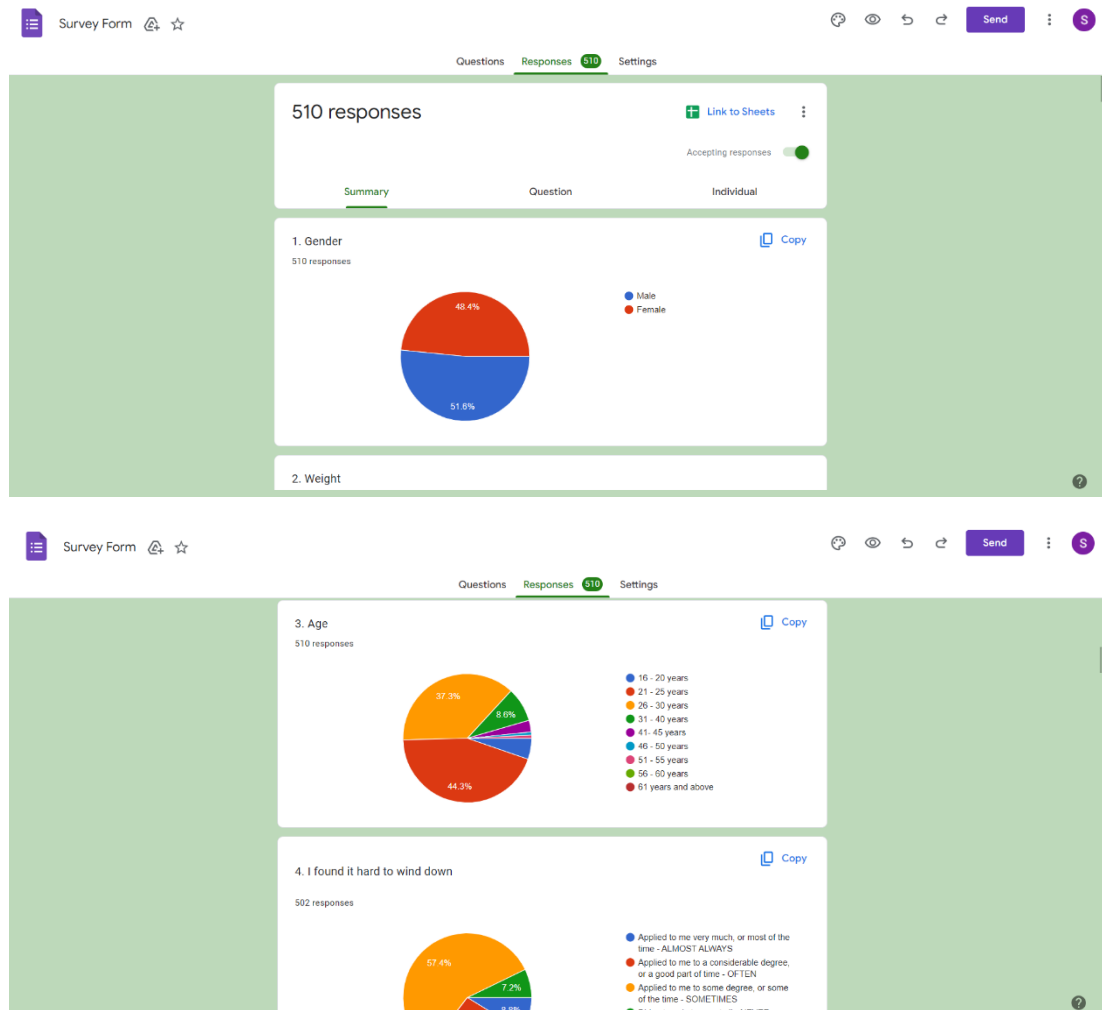 Survey Form
Send
S
Questions Responses 510 Settings
510 responses
Link to Sheets
Accepting responses
Summary Question Individual
1. Gender
Copy
510 responses
48.4%
51.6%
Male
Female
2. Weight
Survey Form
Send
S
Questions Responses 510 Settings
3. Age
Copy
510 responses
37.3%
8.6%
44.3%
16 - 20 years
21 - 25 years
26 - 30 years
31 - 40 years
41- 45 years
46 - 50 years
51 - 55 years
56 - 60 years
61 years and above
4. I found it hard to wind down
Copy
502 responses
57.4%
7.2%
Applied to me very much, or most of the
time - ALMOST ALWAYS
Applied to me to a considerable degree,
or a good part of time - OFTEN
Applied to me to some degree, or some
of the time - SOMETIMES